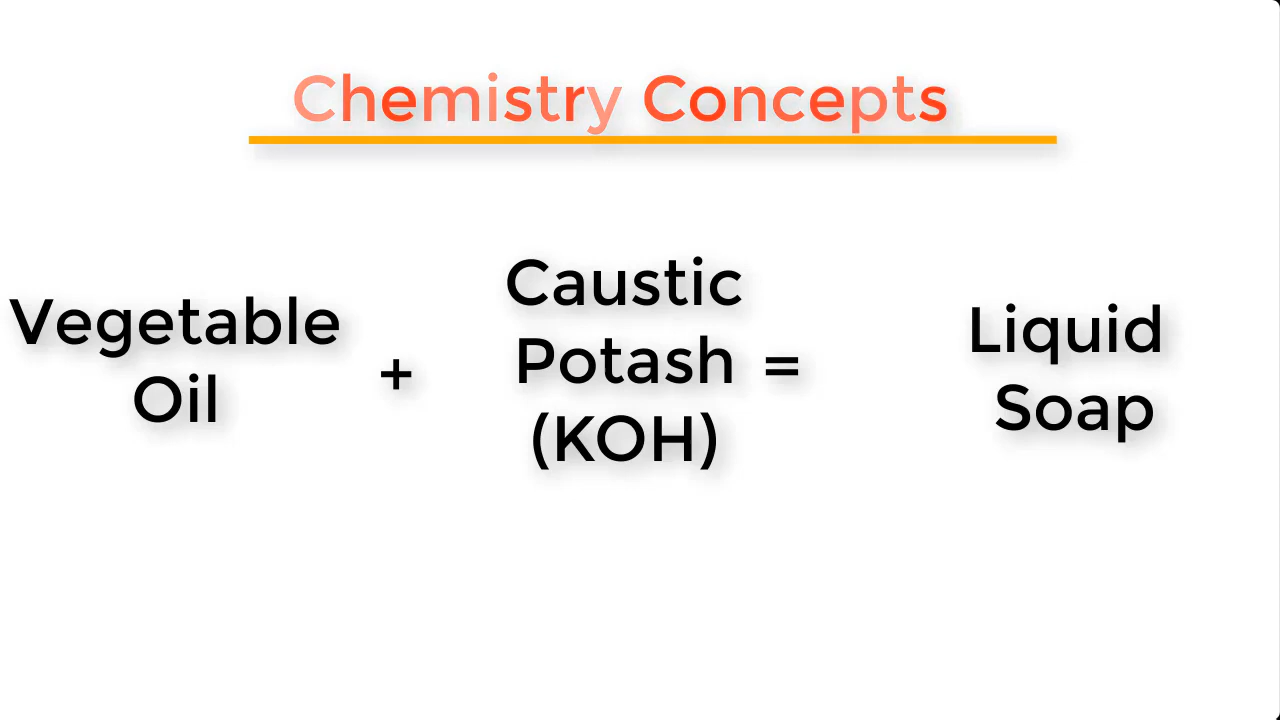 Chemistry Concepts
Vegetable
Oil
+
Caustic
Potash
(KOH)
=
Liquid
Soap